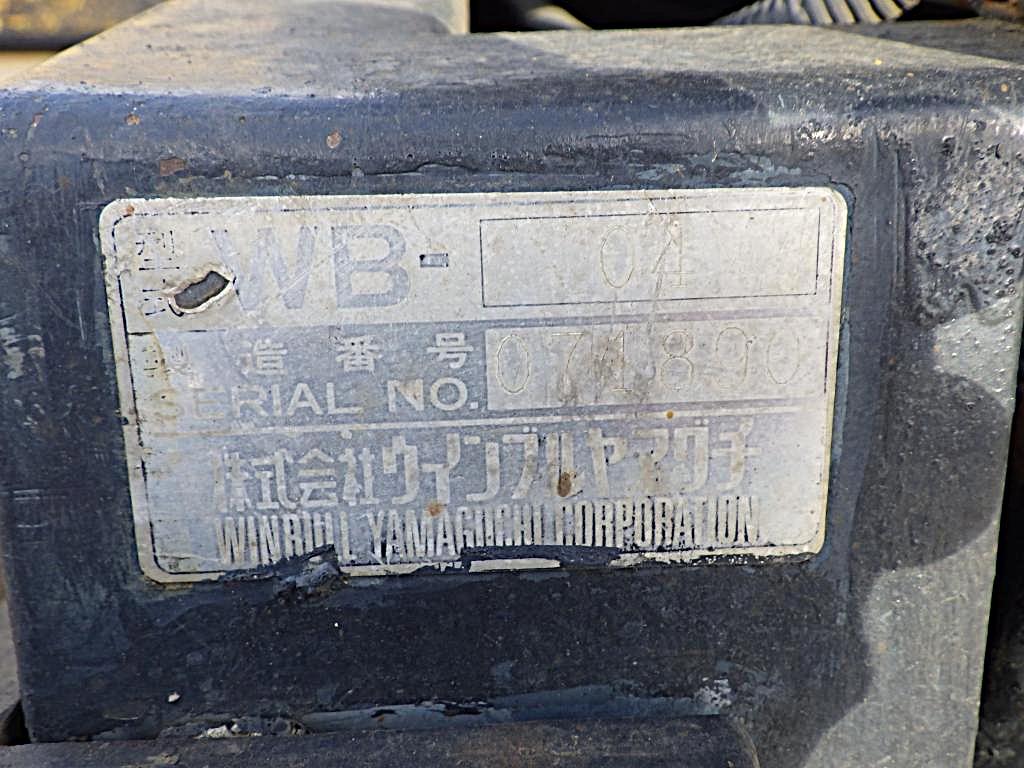 型式 WB- 04
製造番号
SERIAL NO. 071890
株式会社ウインブルヤマグチ
WINBULL YAMAGUCHI CORPORATION